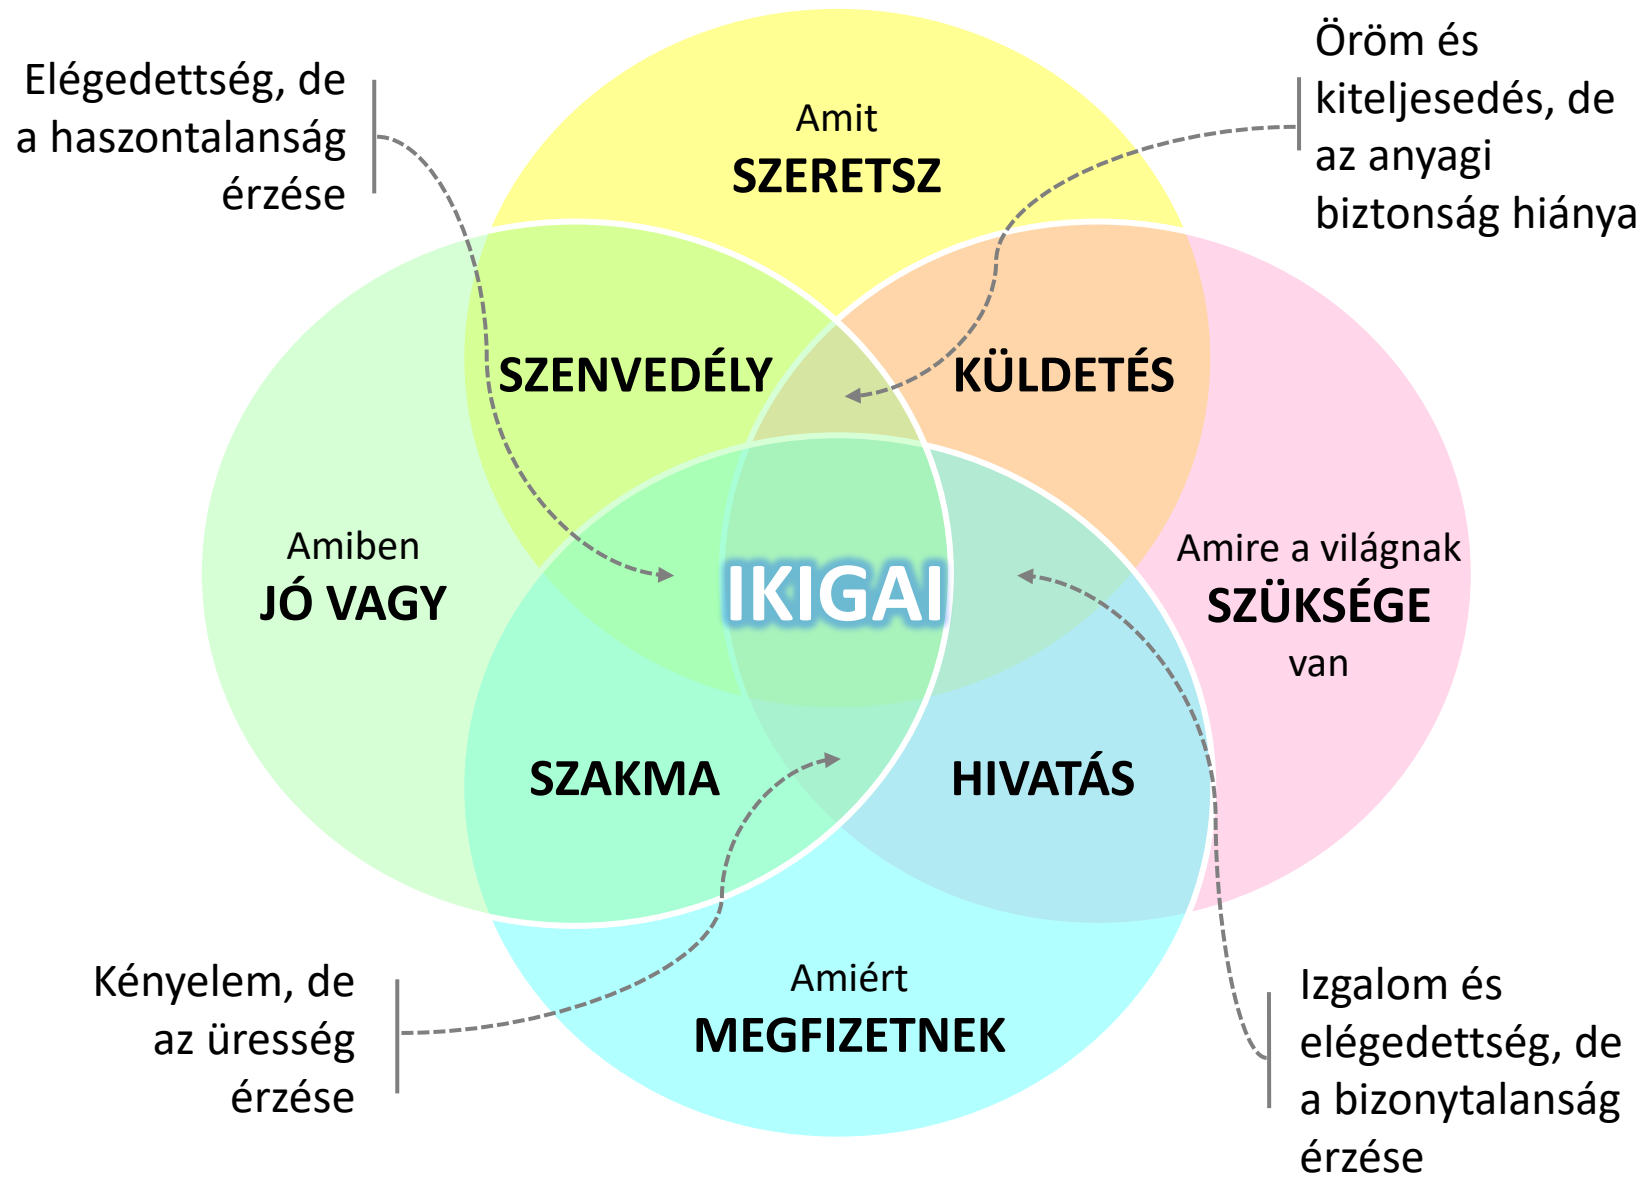 Elégedettség, de
a haszontalanság
érzése
Öröm és
kiteljesedés, de
az anyagi
biztonság hiánya
Amit
SZERETSZ
SZENVEDÉLY
KÜLDETÉS
Amiben
JÓ VAGY
IKIGAI
Amire a világnak
SZÜKSÉGE
van
SZAKMA
HIVATÁS
Amiért
MEGFIZETNEK
Kényelem, de
az üresség
érzése
Izgalom és
elégedettség, de
a bizonytalanság
érzése